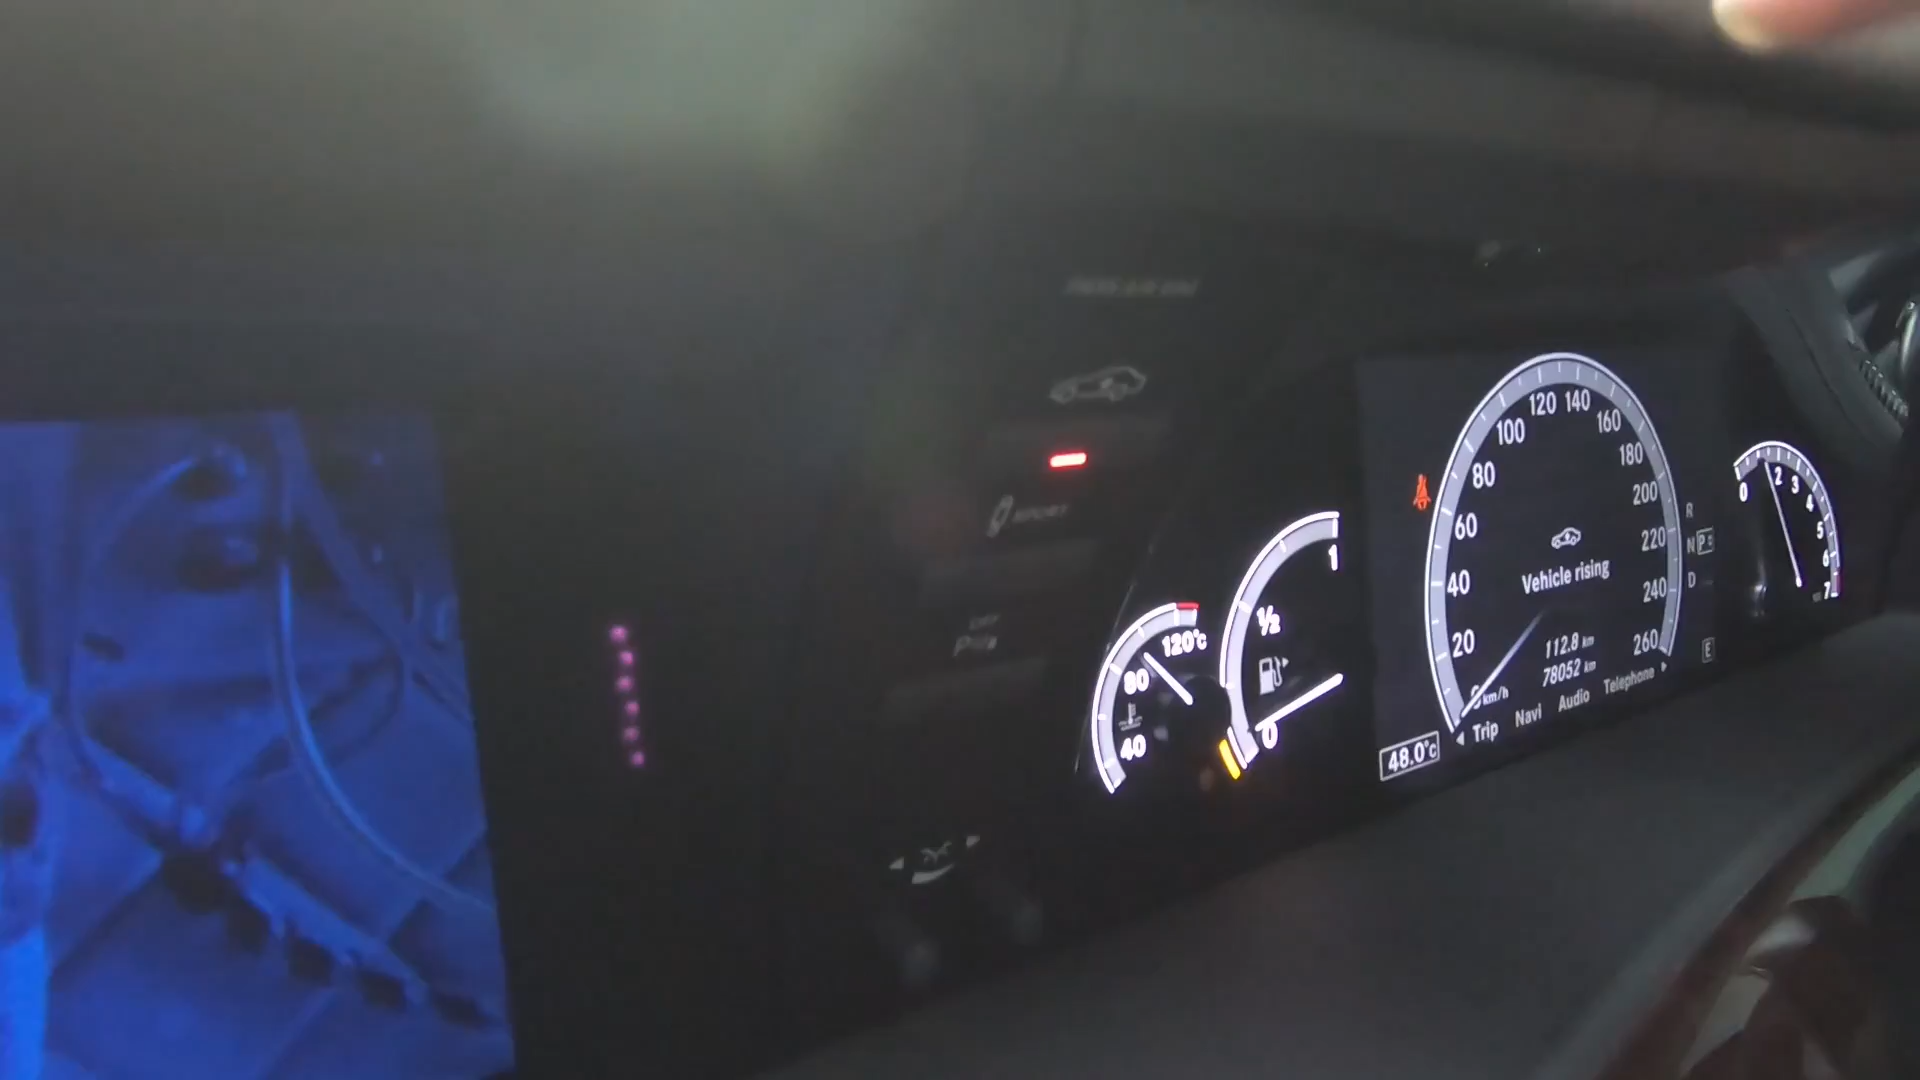 SPORT
120°C
80
40
1
½
0
20
40
60
80
100
120
140
160
180
200
220
240
260
Vehicle rising
112.8 km
78052 km
km/h
Trip Navi Audio Telephone
48.0°C
R
N P
D
E
0
2
3
4
5
6
7